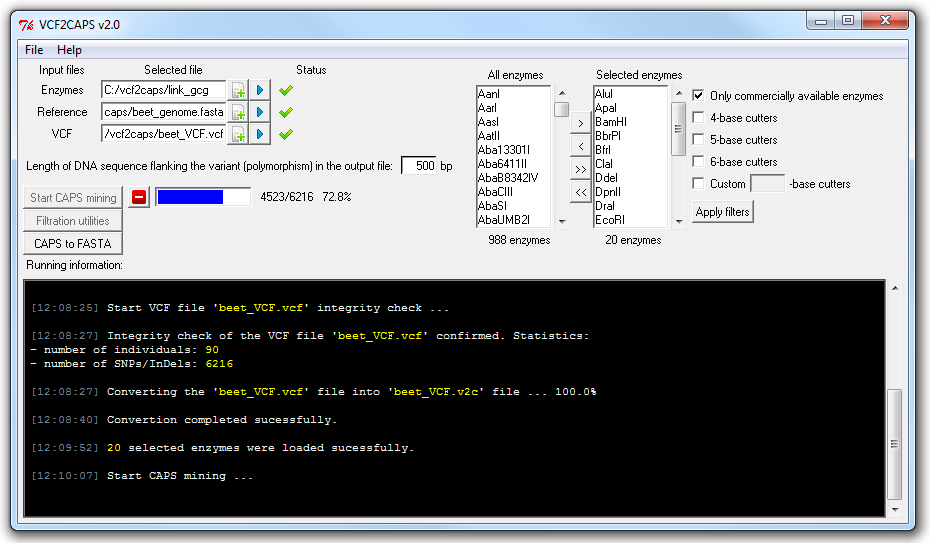 VCF2CAPS v2.0
File Help
Input files Selected file Status
Enzymes C:/vcf2caps/link_gcg
Reference caps/beet_genome.fasta
VCF /vcf2caps/beet_VCF.vcf
Length of DNA sequence flanking the variant (polymorphism) in the output file: 500 bp
Start CAPS mining 4523/6216 72.8%
Filtration utilities
CAPS to FASTA
All enzymes
AanI
AarI
AasI
AatII
Aba13301I
Aba6411II
AbaB8342IV
AbaCIII
AbaSI
AbaUMB2I
988 enzymes
>
<
>>
<<
Selected enzymes
AluI
ApaI
BamHI
BbrPI
BfrI
ClaI
DdeI
DpnII
DraI
EcoRI
20 enzymes
Only commercially available enzymes
4-base cutters
5-base cutters
6-base cutters
Custom -base cutters
Apply filters
Running information:
[12:08:25] Start VCF file 'beet_VCF.vcf' integrity check ...
[12:08:27] Integrity check of the VCF file 'beet_VCF.vcf' confirmed. Statistics:
- number of individuals: 90
- number of SNPs/InDels: 6216
[12:08:27] Converting the 'beet_VCF.vcf' file into 'beet_VCF.v2c' file ... 100.0%
[12:08:40] Convertion completed sucessfully.
[12:09:52] 20 selected enzymes were loaded sucessfully.
[12:10:07] Start CAPS mining ...